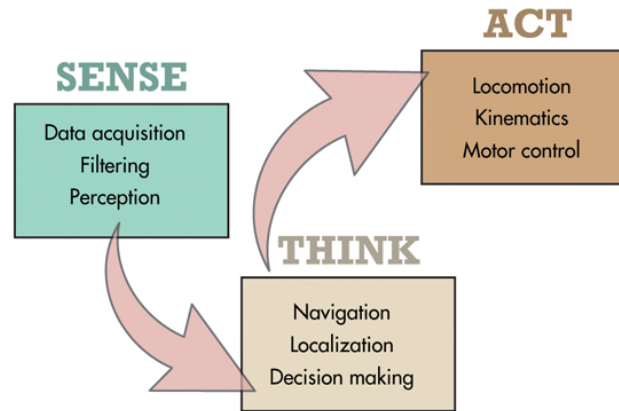 SENSE
Data acquisition
Filtering
Perception
THINK
Navigation
Localization
Decision making
ACT
Locomotion
Kinematics
Motor control